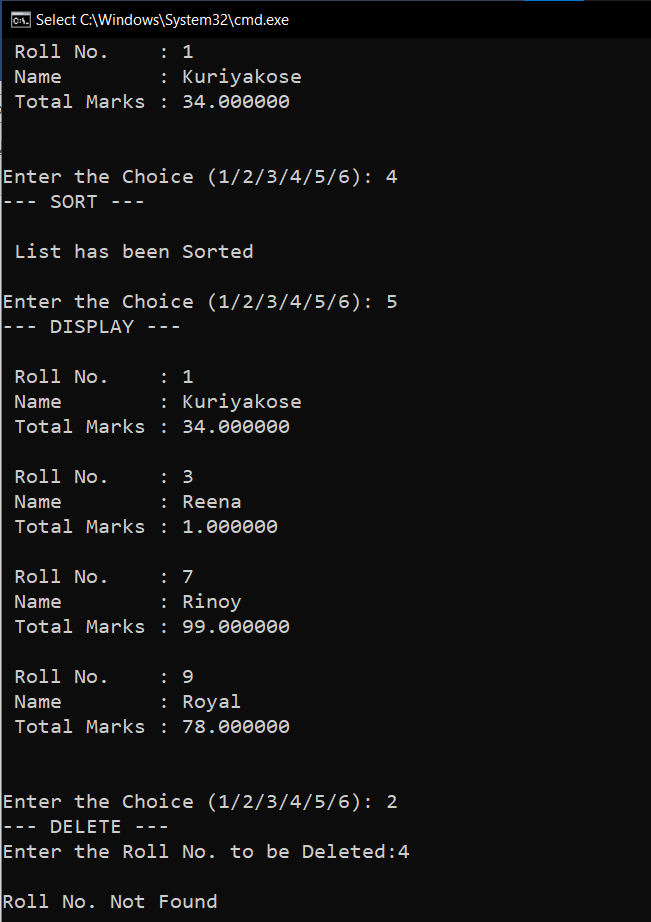 Select C:\Windows\System32\cmd.exe
Roll No.    : 1
Name        : Kuriyakose
Total Marks : 34.000000
Enter the Choice (1/2/3/4/5/6): 4
--- SORT ---
List has been Sorted
Enter the Choice (1/2/3/4/5/6): 5
--- DISPLAY ---
Roll No.    : 1
Name        : Kuriyakose
Total Marks : 34.000000
Roll No.    : 3
Name        : Reena
Total Marks : 1.000000
Roll No.    : 7
Name        : Rinoy
Total Marks : 99.000000
Roll No.    : 9
Name        : Royal
Total Marks : 78.000000
Enter the Choice (1/2/3/4/5/6): 2
--- DELETE ---
Enter the Roll No. to be Deleted:4
Roll No. Not Found